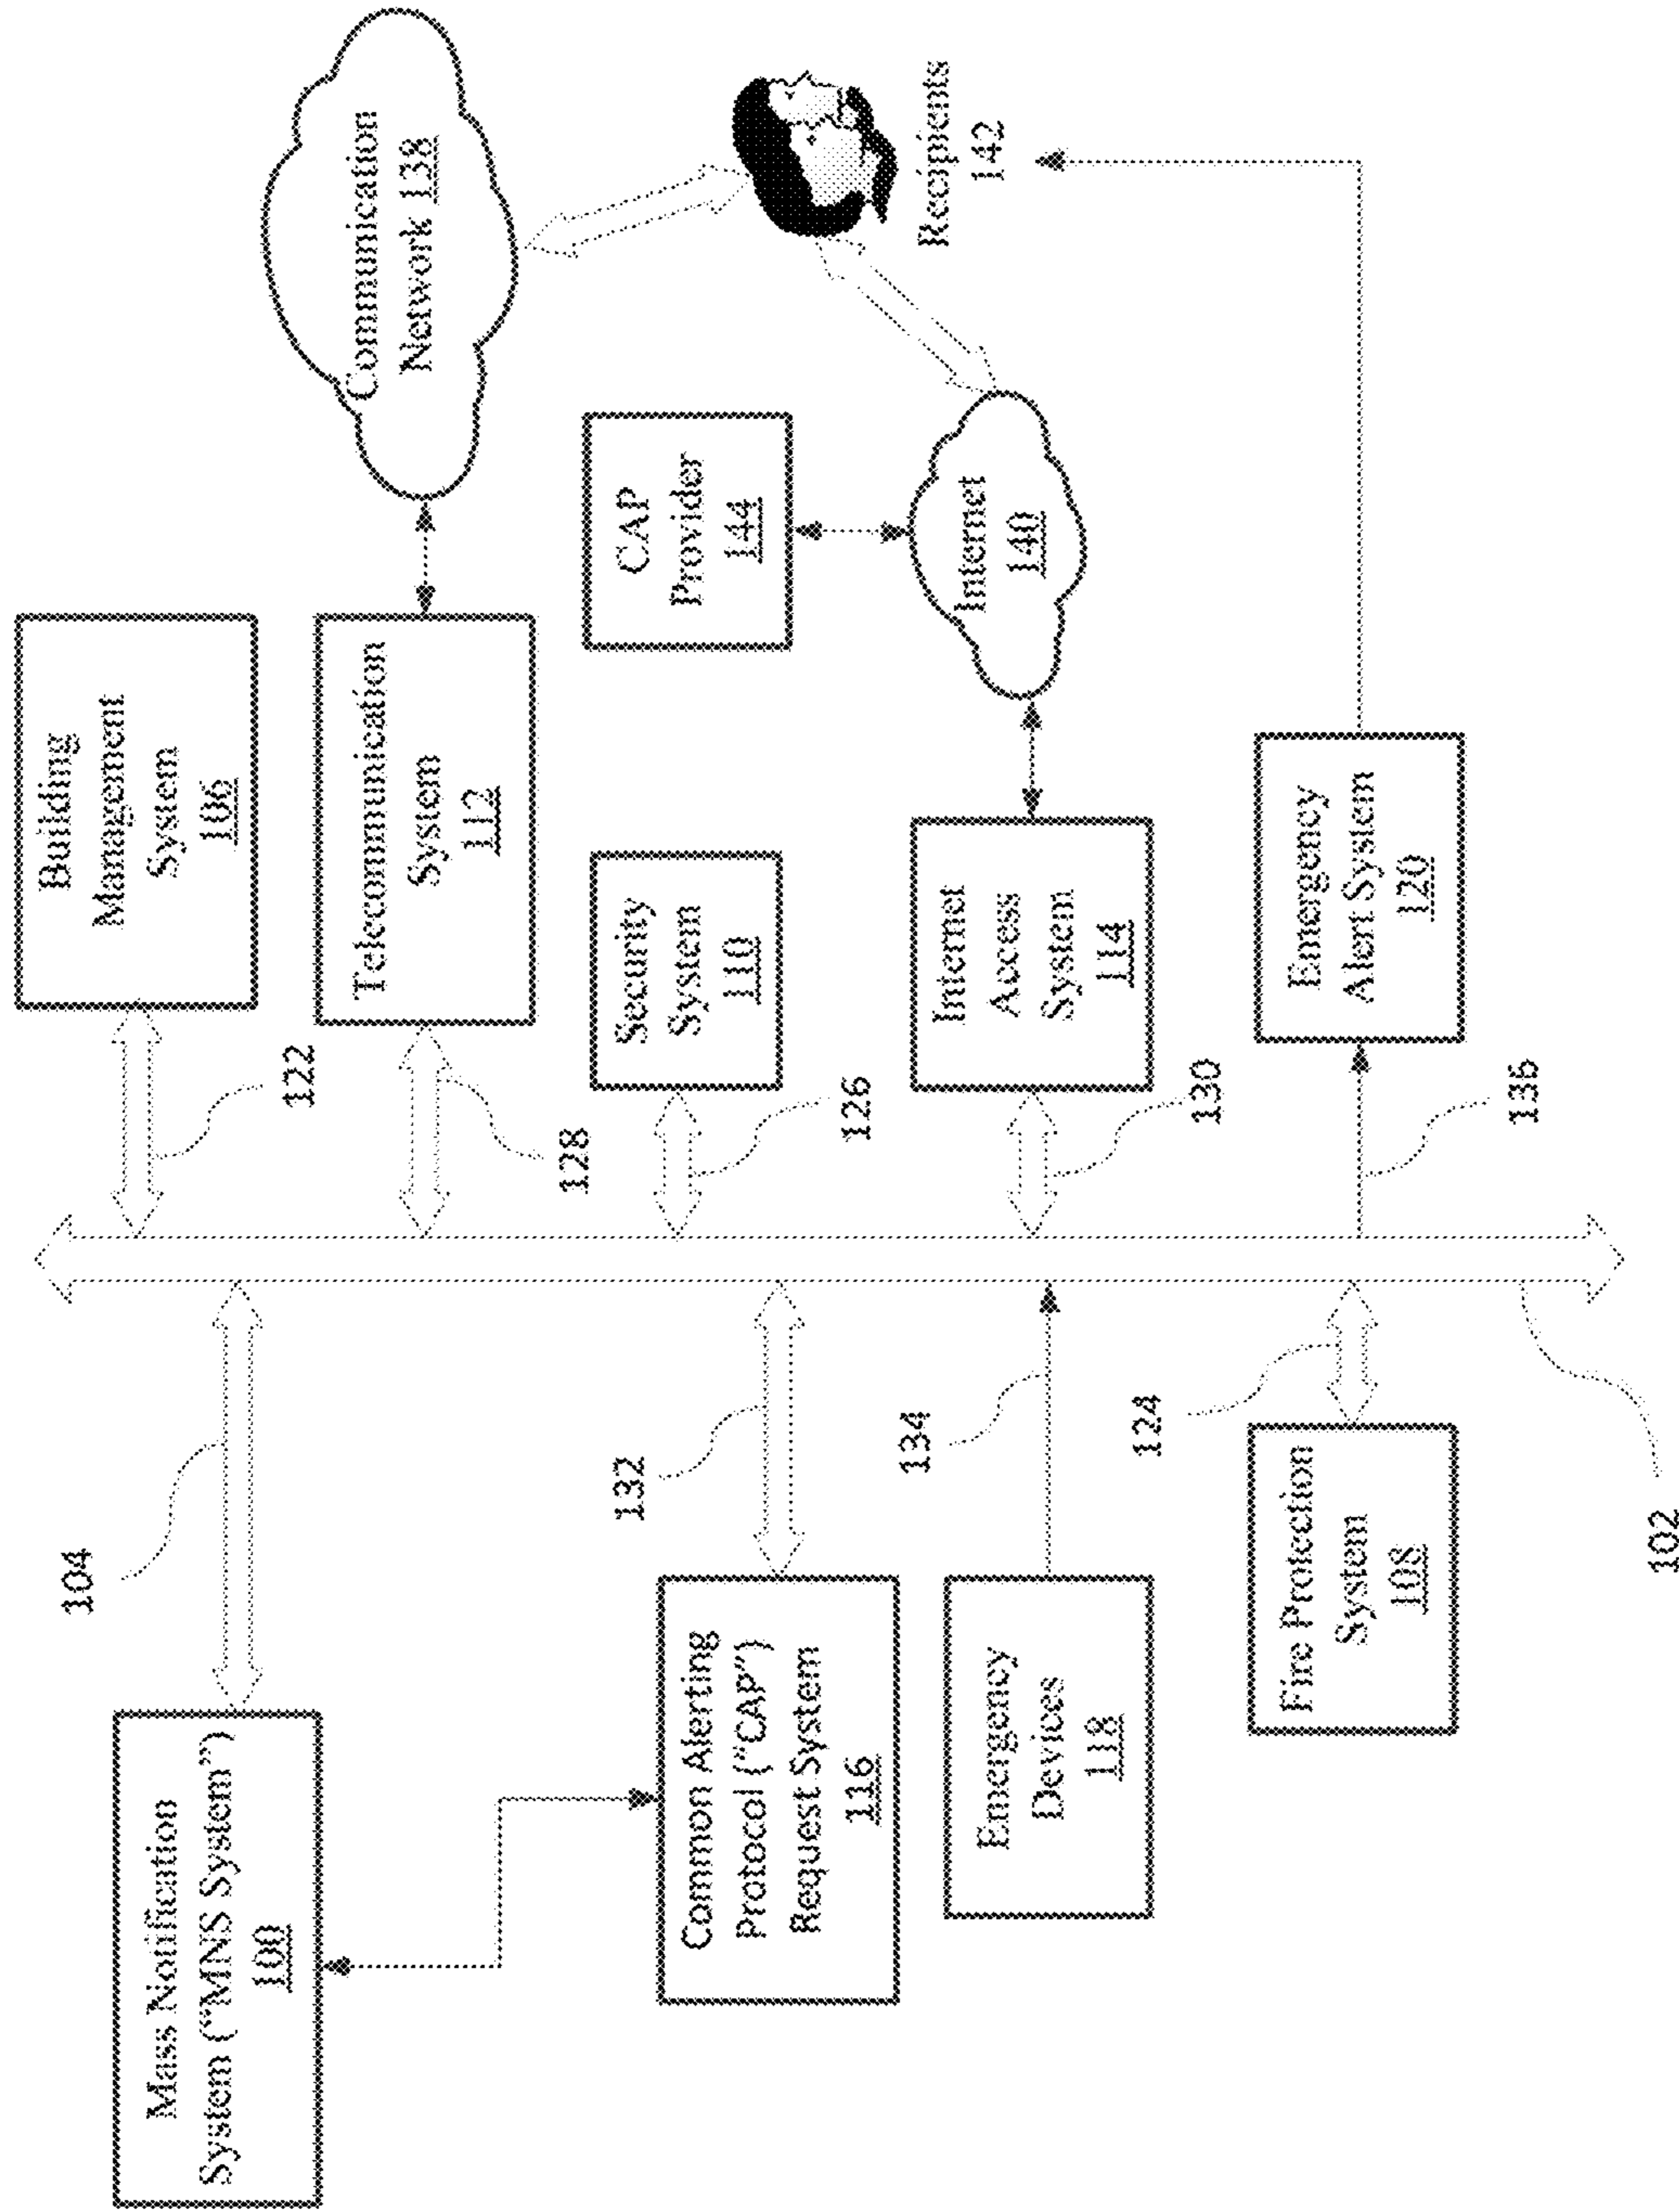 Mass Notification
System ("MNS System")
100
104
Building
Management
System
106
122
Telecommunication
System
112
128
Communication
Network 138
Common Alerting
Protocol ("CAP")
Request System
116
132
Security
System
110
126
CAP
Provider
144
Recipients
142
Emergency
Devices
118
134
Internet
Access
System
114
130
Internet
140
Fire Protection
System
108
124
Emergency
Alert System
120
136
102